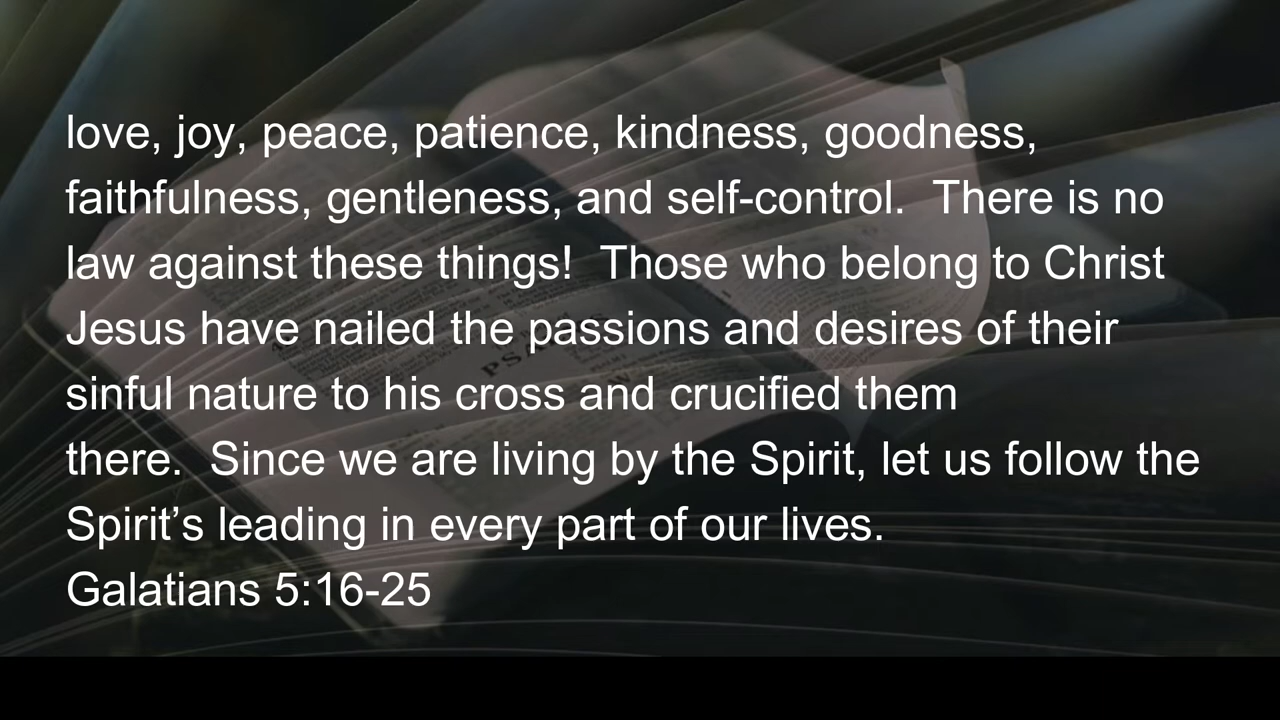 love, joy, peace, patience, kindness, goodness,
faithfulness, gentleness, and self-control.  There is no
law against these things!  Those who belong to Christ
Jesus have nailed the passions and desires of their
sinful nature to his cross and crucified them
there.  Since we are living by the Spirit, let us follow the
Spirit’s leading in every part of our lives.
Galatians 5:16-25